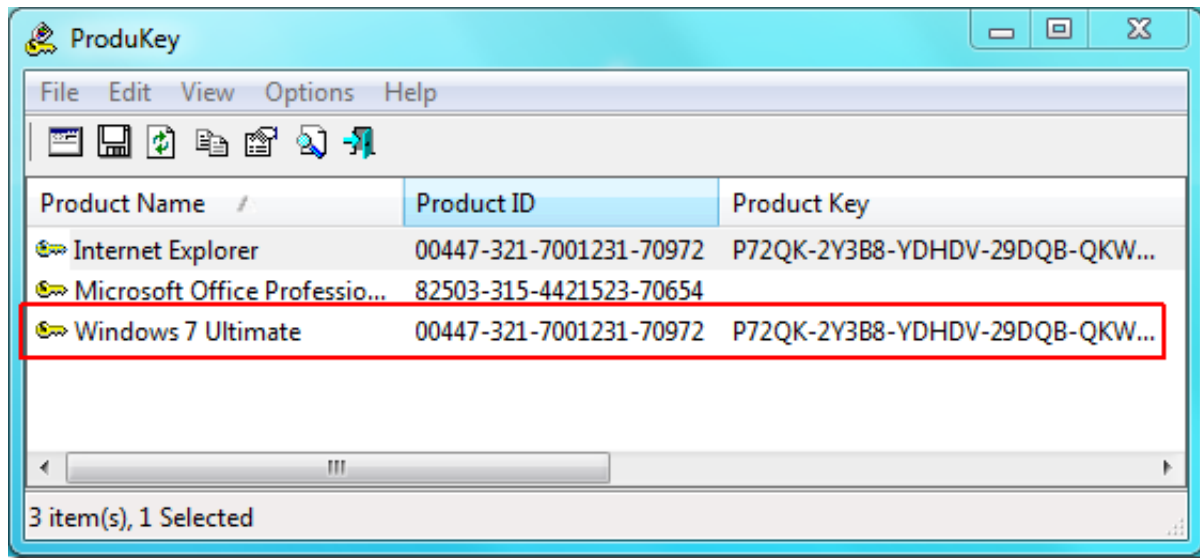 ProduKey
File Edit View Options Help
Product Name Product ID Product Key
Internet Explorer 00447-321-7001231-70972 P72QK-2Y3B8-YDHDV-29DQB-QKW...
Microsoft Office Professio... 82503-315-4421523-70654
Windows 7 Ultimate 00447-321-7001231-70972 P72QK-2Y3B8-YDHDV-29DQB-QKW...
3 item(s), 1 Selected